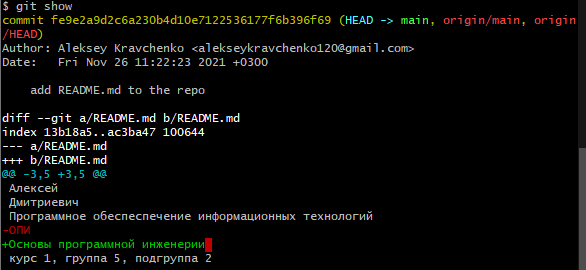 $ git show
commit fe9e2a9d2c6a230b4d10e7122536177f6b396f69 (HEAD -> main, origin/main, origin
/HEAD)
Author: Aleksey Kravchenko <alekseykravchenko120@gmail.com>
Date:   Fri Nov 26 11:22:23 2021 +0300
    add README.md to the repo
diff --git a/README.md b/README.md
index 13b18a5..ac3ba47 100644
--- a/README.md
+++ b/README.md
@@ -3,5 +3,5 @@
 Алексей
 Дмитриевич
 Программное обеспеспечение информационных технологий
-ОПИ
+Основы программной инженерии
 курс 1, группа 5, подгруппа 2